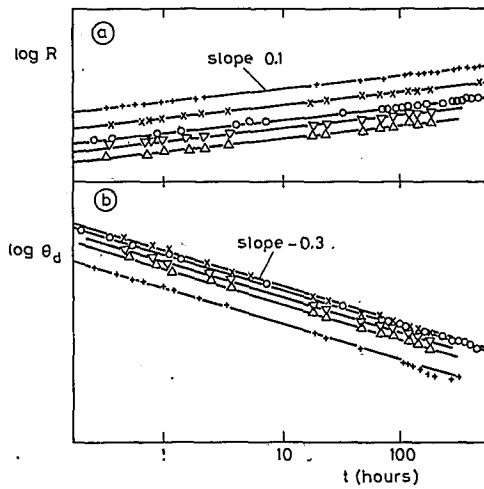 a
log R
slope 0.1
b
log θd
slope -0.3
1
10
100
t (hours)